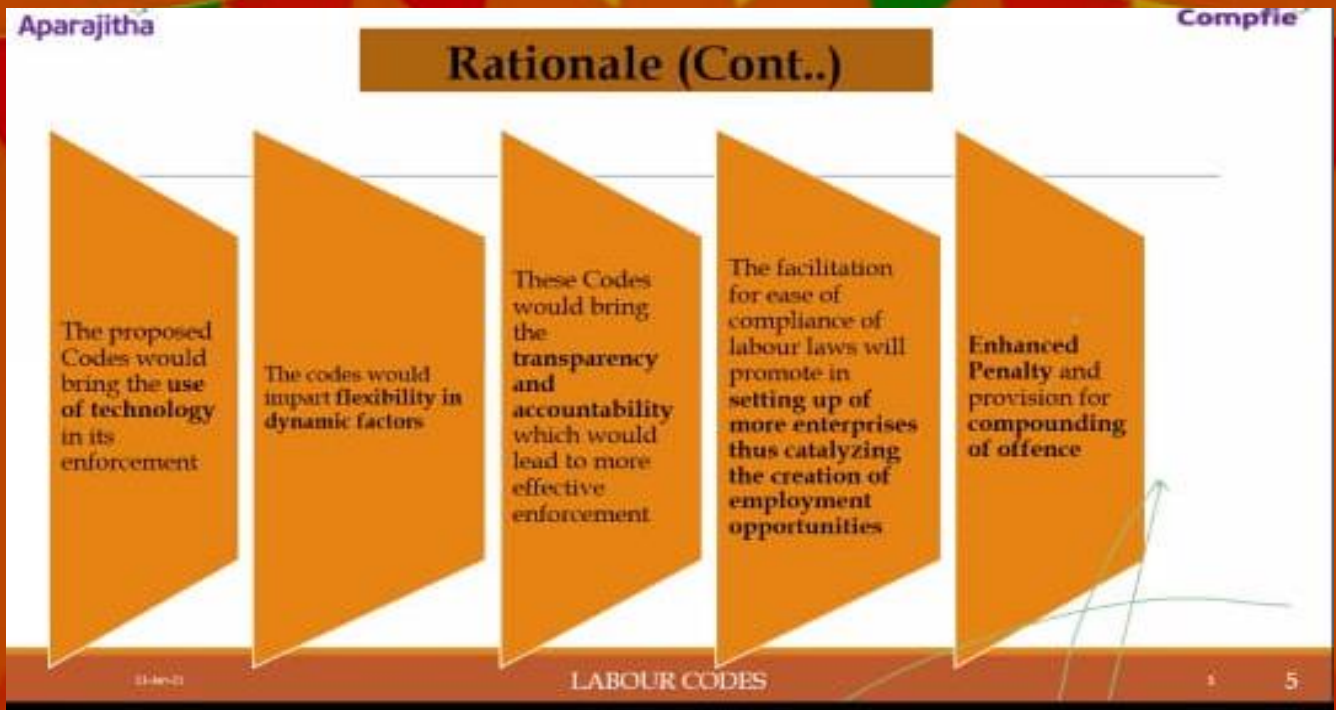 Aparajitha
Compfie
Rationale (Cont..)
The proposed
Codes would
bring the use
of technology
in its
enforcement
The codes would
impart flexibility in
dynamic factors
These Codes
would bring
the
transparency
and
accountability
which would
lead to more
effective
enforcement
The facilitation
for ease of
compliance of
labour laws will
promote in
setting up of
more enterprises
thus catalyzing
the creation of
employment
opportunities
Enhanced
Penalty and
provision for
compounding
of offence
LABOUR CODES
5